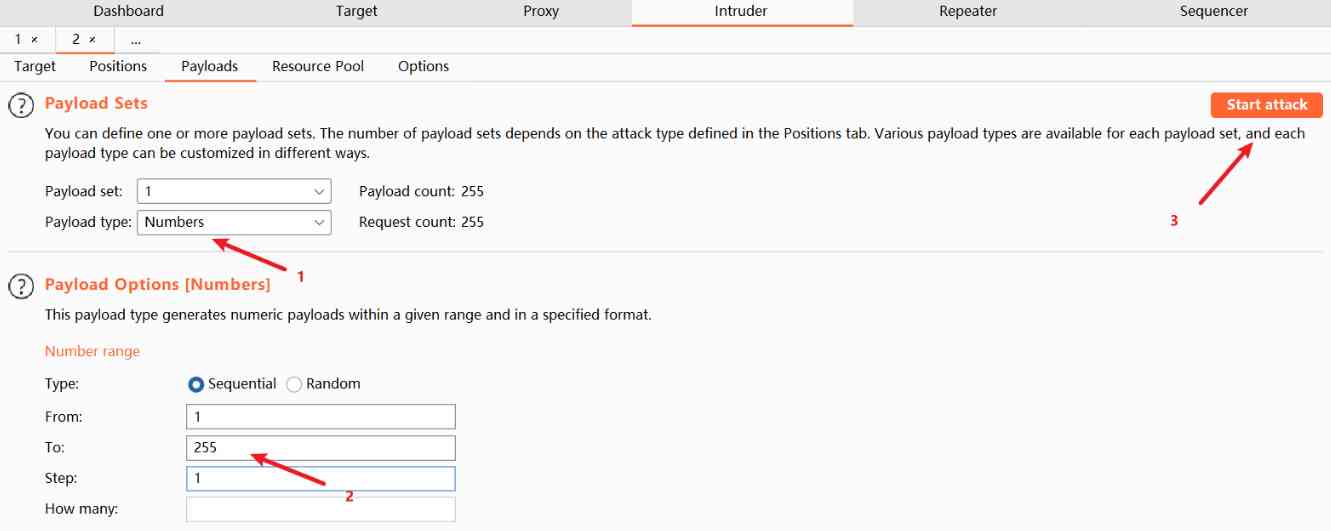 Dashboard Target Proxy Intruder Repeater Sequencer
1 × 2 × ...
Target Positions Payloads Resource Pool Options
? Payload Sets Start attack
You can define one or more payload sets. The number of payload sets depends on the attack type defined in the Positions tab. Various payload types are available for each payload set, and each
payload type can be customized in different ways.
Payload set: 1 Payload count: 255
Payload type: Numbers Request count: 255
3
1
? Payload Options [Numbers]
This payload type generates numeric payloads within a given range and in a specified format.
Number range
Type: Sequential Random
From: 1
To: 255
Step: 1
2
How many: